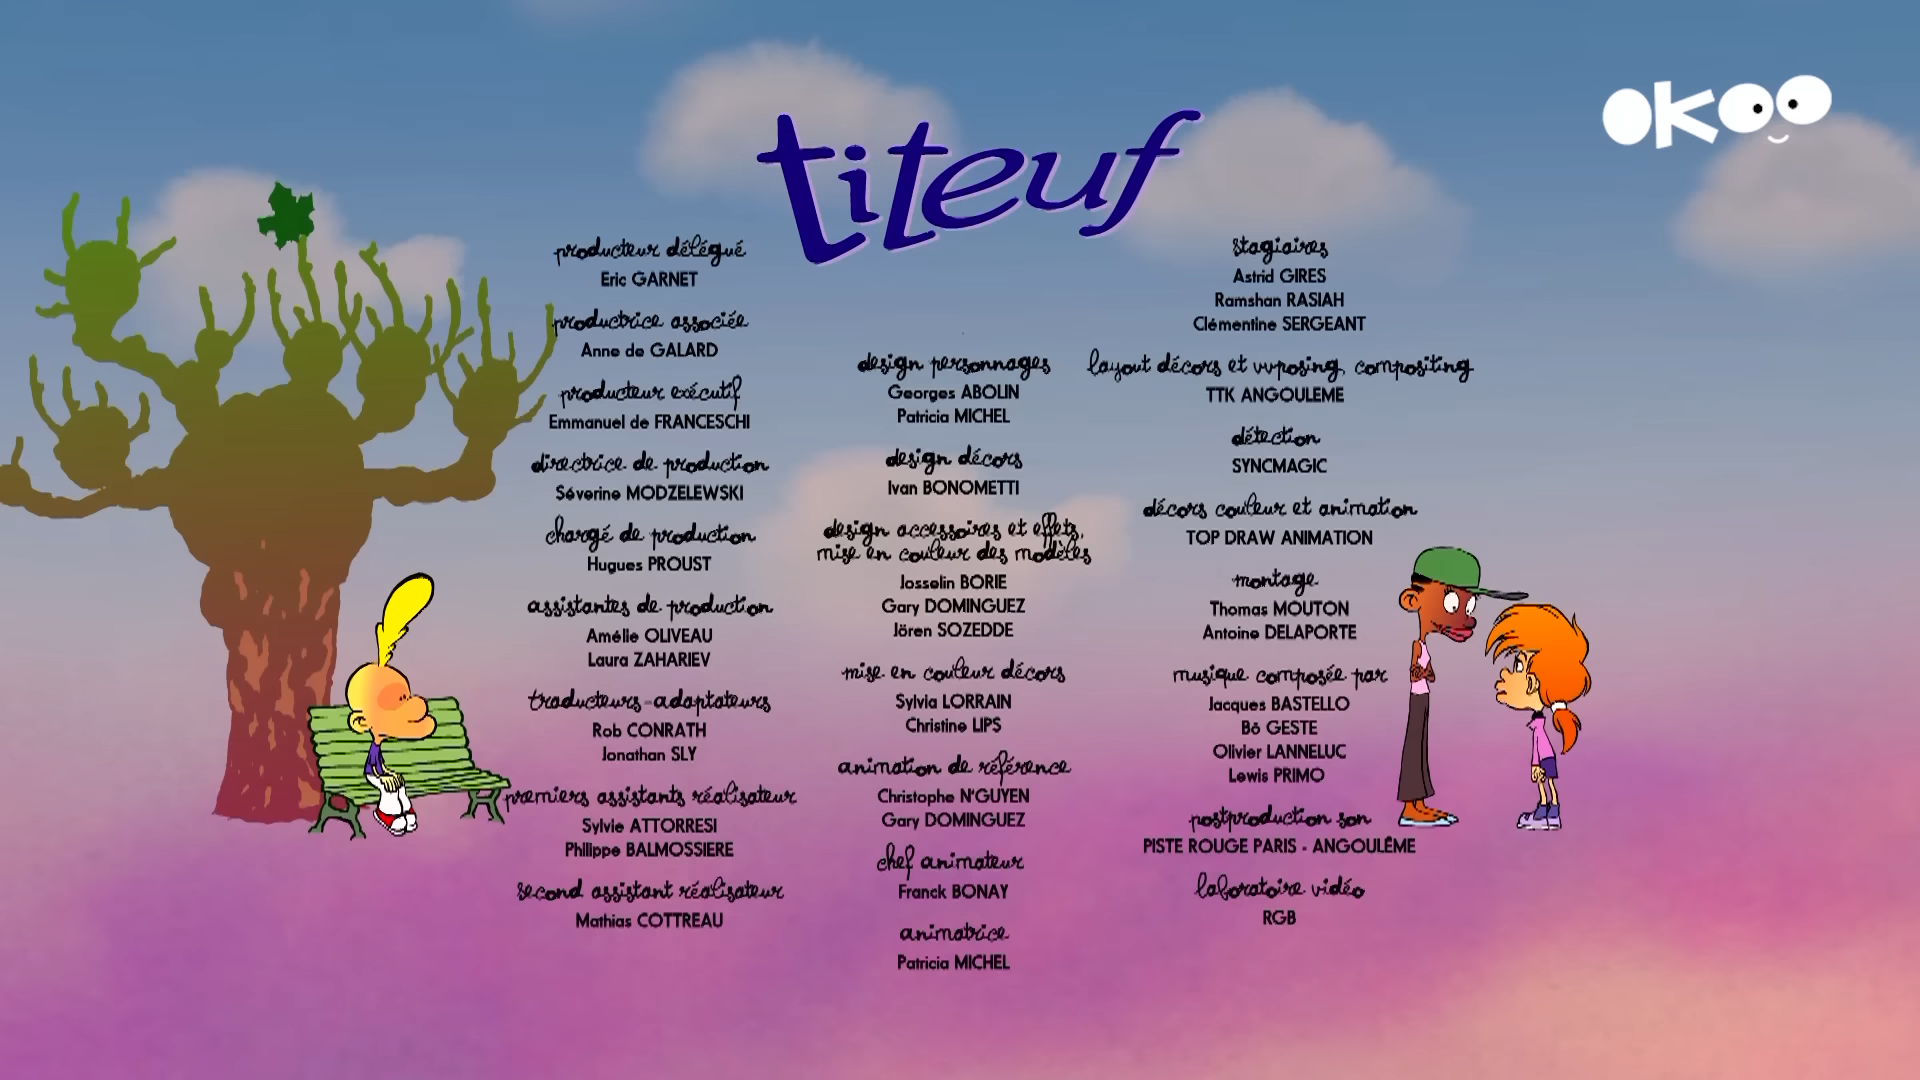 titeuf
OKOO
producteur délégué
Eric GARNET
productrice associée
Anne de GALARD
producteur exécutif
Emmanuel de FRANCESCHI
directrice de production
Séverine MODZELEWSKI
chargé de production
Hugues PROUST
assistantes de production
Amélie OLIVEAU
Laura ZAHARIEV
traducteurs-adaptateurs
Rob CONRATH
Jonathan SLY
premiers assistants réalisateur
Sylvie ATTORRESI
Philippe BALMOSSIERE
second assistant réalisateur
Mathias COTTREAU
design personnages
Georges ABOLIN
Patricia MICHEL
design décors
Ivan BONOMETTI
design accessoires et effets,
mise en couleur des modèles
Josselin BORIE
Gary DOMINGUEZ
Jören SOZEDDE
mise en couleur décors
Sylvia LORRAIN
Christine LIPS
animation de référence
Christophe N'GUYEN
Gary DOMINGUEZ
chef animateur
Franck BONAY
animatrice
Patricia MICHEL
stagiaires
Astrid GIRES
Ramshan RASIAH
Clémentine SERGEANT
layout décors et posing, compositing
TTK ANGOULEME
détection
SYNCMAGIC
décors couleur et animation
TOP DRAW ANIMATION
montage
Thomas MOUTON
Antoine DELAPORTE
musique composée par
Jacques BASTELLO
Bô GESTE
Olivier LANNELUC
Lewis PRIMO
postproduction son
PISTE ROUGE PARIS - ANGOULÊME
laboratoire vidéo
RGB